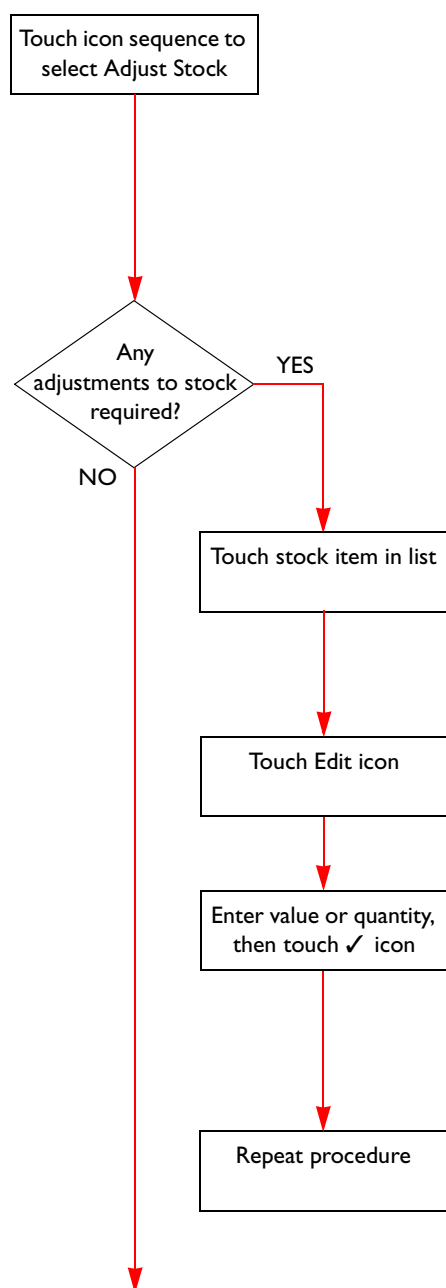 Touch icon sequence to
select Adjust Stock
Any
adjustments to stock
required?
YES
NO
Touch stock item in list
Touch Edit icon
Enter value or quantity,
then touch ✓ icon
Repeat procedure